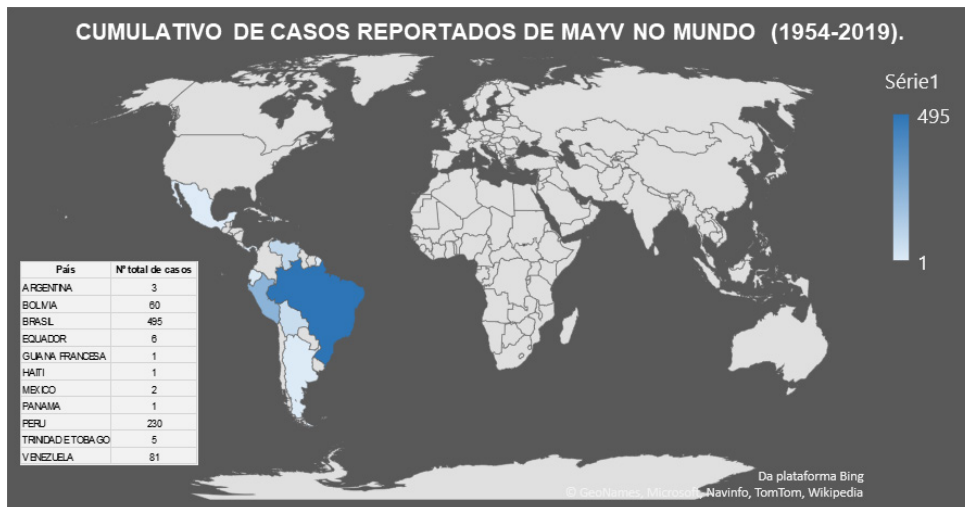 CUMULATIVO DE CASOS REPORTADOS DE MAYV NO MUNDO (1954-2019).
Série1
495
1
País Nº total de casos
ARGENTINA 3
BOLIVIA 60
BRASIL 495
EQUADOR 6
GUIANA FRANCESA 1
HAITI 1
MEXICO 2
PANAMA 1
PERU 230
TRINDAD E TOBAGO 5
VENEZUELA 81
Da plataforma Bing
© GeoNames, Microsoft, Navinfo, TomTom, Wikipedia